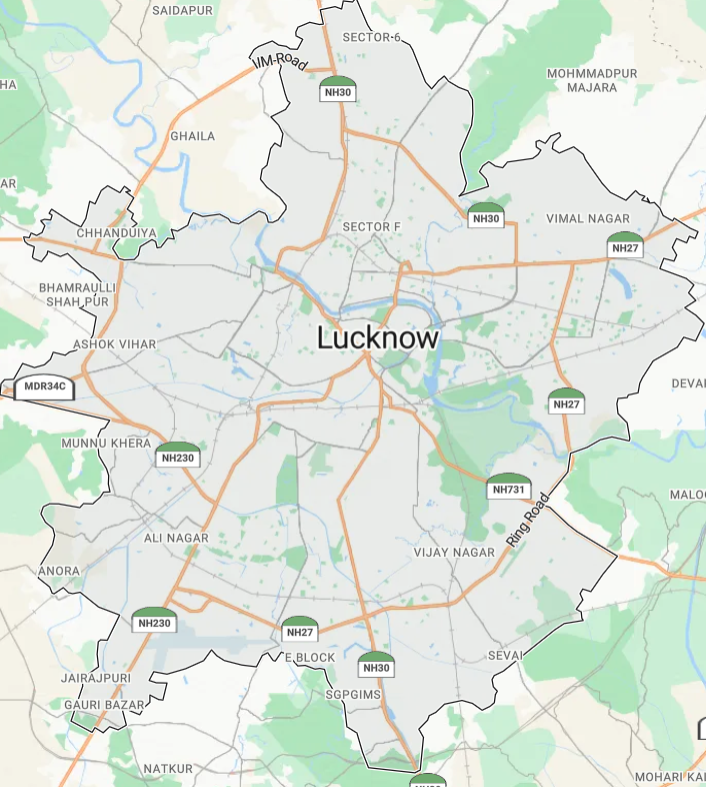 SAIDAPUR
SECTOR-6
IIM-Road
MOHMMADPUR
MAJARA
HA
NH30
GHAILA
AR
NH30
VIMAL NAGAR
SECTOR F
CHHANDUIYA
NH27
BHAMRAULLI
SHAH PUR
Lucknow
ASHOK VIHAR
MDR34C
DEVA
NH27
MUNNU KHERA
NH230
NH731
MALO
Ring Road
ALI NAGAR
VIJAY NAGAR
ANORA
NH230
NH27
E BLOCK
NH30
SEVAI
JAIRAJPURI
SGPGIMS
GAURI BAZAR
NATKUR
MOHARI KA